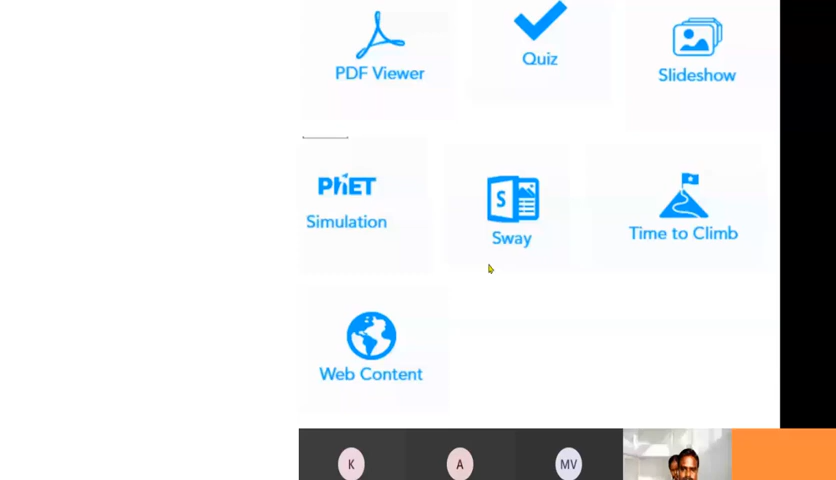 PDF Viewer
Quiz
Slideshow
PhET
Simulation
S
Sway
Time to Climb
Web Content
K
A
MV